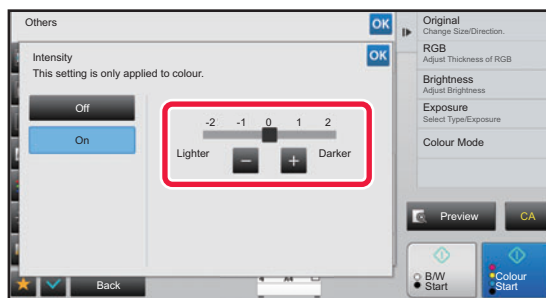 Others
OK
Intensity
OK
This setting is only applied to colour.
Off
On
-2 -1 0 1 2
Lighter
Darker
Back
Original
Change Size/Direction.
RGB
Adjust Thickness of RGB
Brightness
Adjust Brightness
Exposure
Select Type/Exposure
Colour Mode
Preview
CA
B/W
Start
Colour
Start